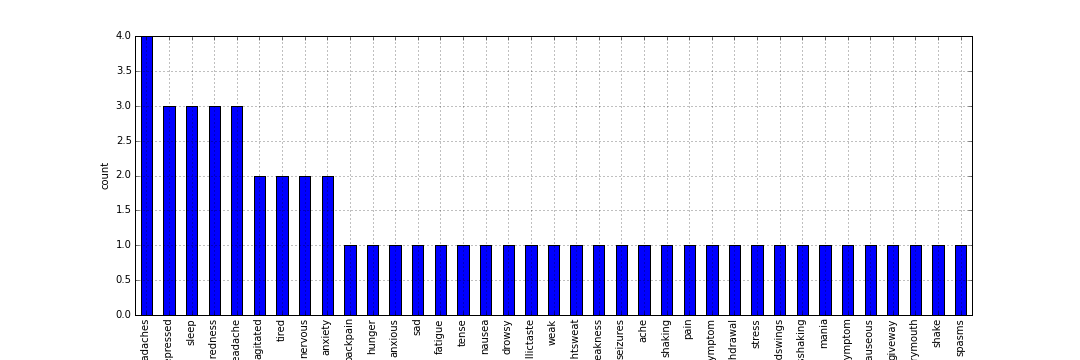 4.0
3.5
3.0
2.5
2.0
1.5
1.0
0.5
0.0
count
adaches
pressed
sleep
redness
eadache
agitated
tired
nervous
anxiety
backpain
hunger
anxious
sad
fatigue
tense
nausea
drowsy
llictaste
weak
htsweat
eakness
seizures
ache
shaking
pain
ymptom
hdrawal
stress
dswings
shaking
mania
ymptom
auseous
giveway
rymouth
shake
spasms